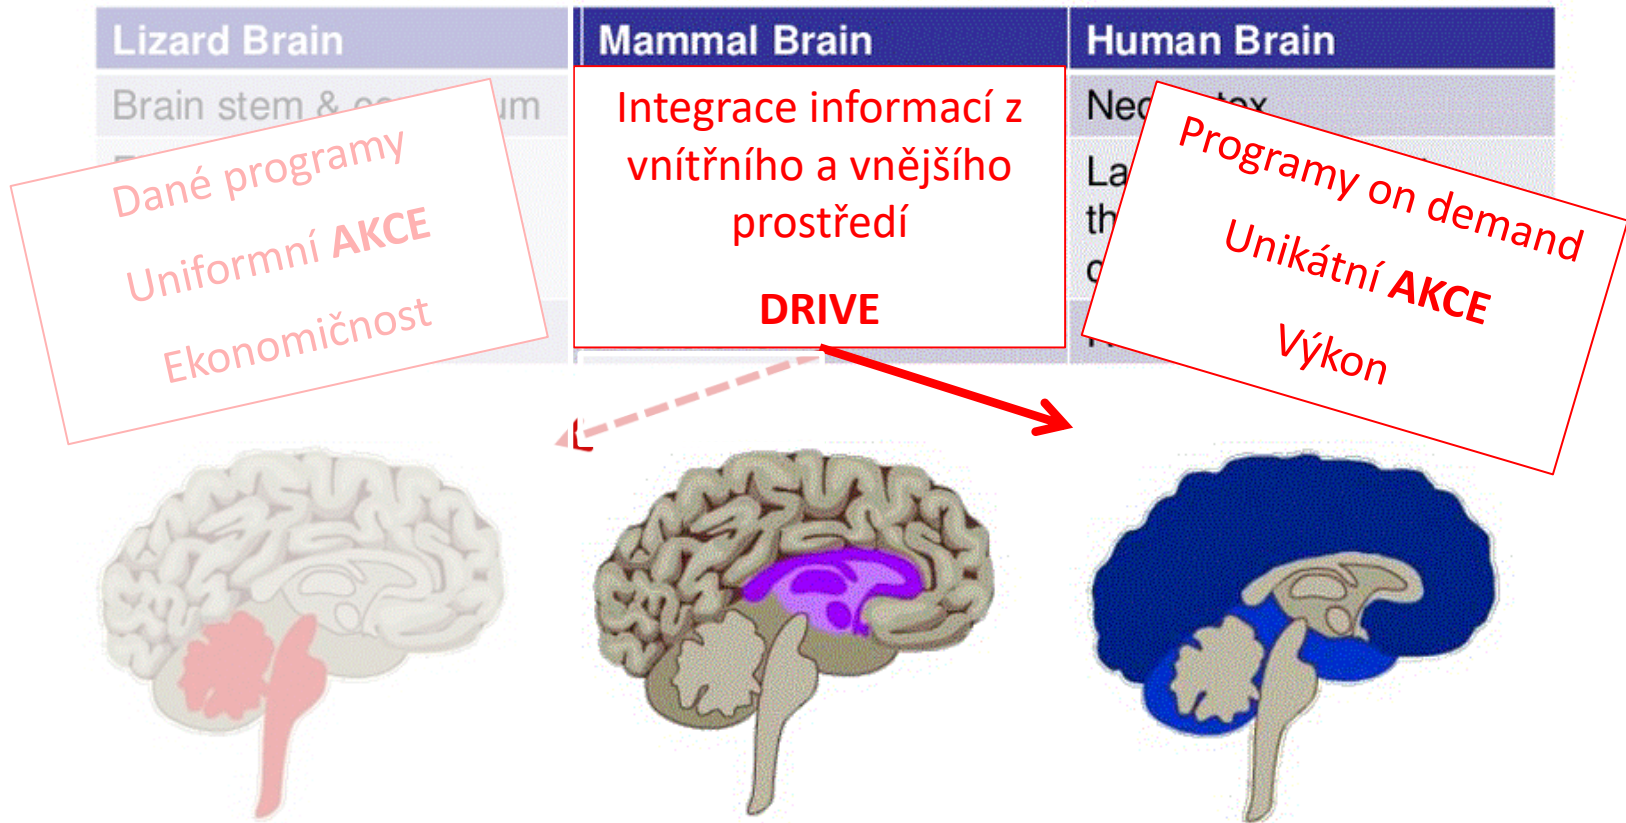 Lizard Brain
Mammal Brain
Human Brain
Brain stem &
Dané programy
Uniformní AKCE
Ekonomičnost
Integrace informací z
vnitřního a vnějšího
prostředí
DRIVE
Programy on demand
Unikátní AKCE
Výkon